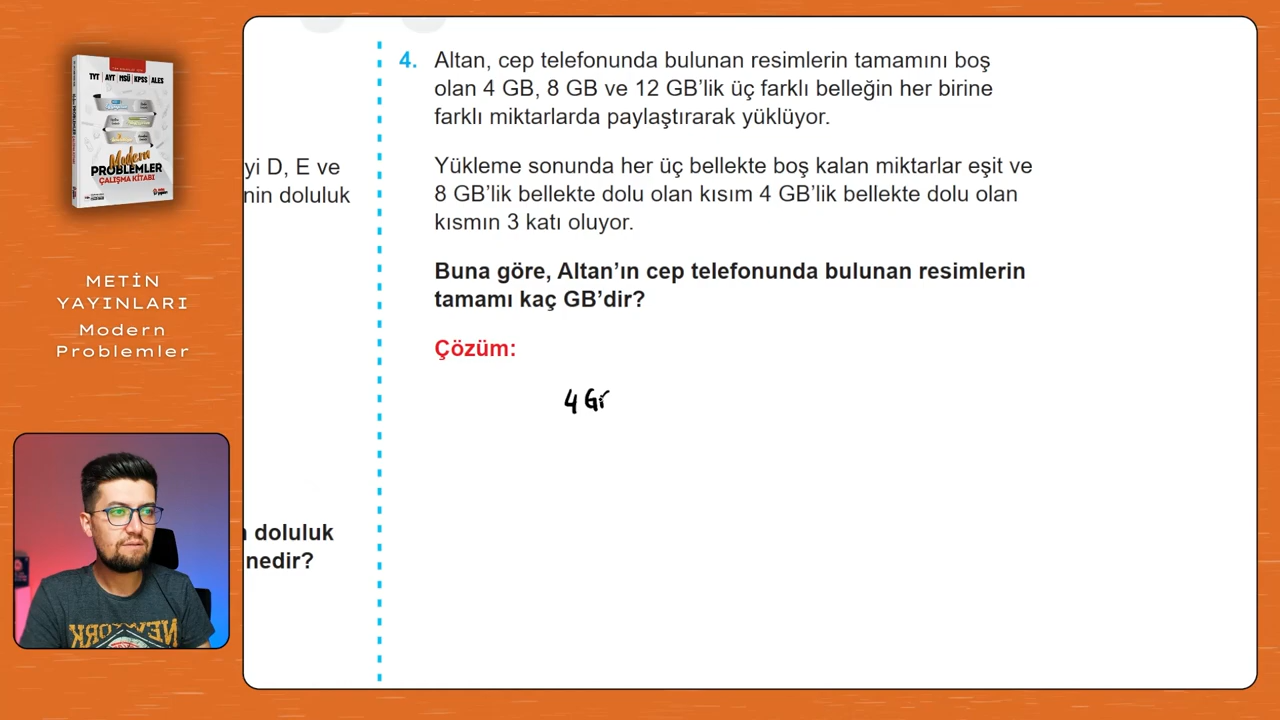 TYT | AYT | MSÜ | KPSS | ALES
Modern
PROBLEMLER
ÇALIŞMA KİTABI
METİN
YAYINLARI
Modern
Problemler
yi D, E ve
nin doluluk
doluluk
nedir?
4. Altan, cep telefonunda bulunan resimlerin tamamını boş
olan 4 GB, 8 GB ve 12 GB’lik üç farklı belleğin her birine
farklı miktarlarda paylaştırarak yüklüyor.
Yükleme sonunda her üç bellekte boş kalan miktarlar eşit ve
8 GB’lik bellekte dolu olan kısım 4 GB’lik bellekte dolu olan
kısmın 3 katı oluyor.
Buna göre, Altan’ın cep telefonunda bulunan resimlerin
tamamı kaç GB’dir?
Çözüm:
4 G